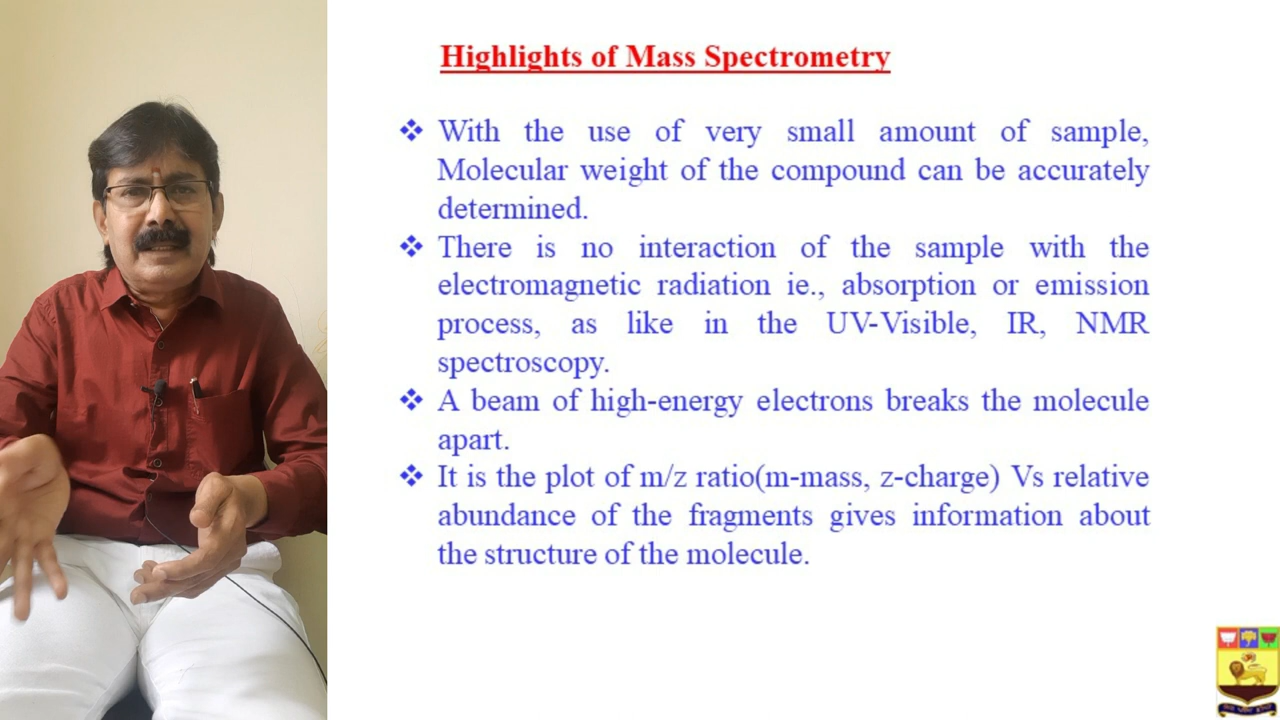 Highlights of Mass Spectrometry
❖ With the use of very small amount of sample,
Molecular weight of the compound can be accurately
determined.
❖ There is no interaction of the sample with the
electromagnetic radiation ie., absorption or emission
process, as like in the UV-Visible, IR, NMR
spectroscopy.
❖ A beam of high-energy electrons breaks the molecule
apart.
❖ It is the plot of m/z ratio(m-mass, z-charge) Vs relative
abundance of the fragments gives information about
the structure of the molecule.